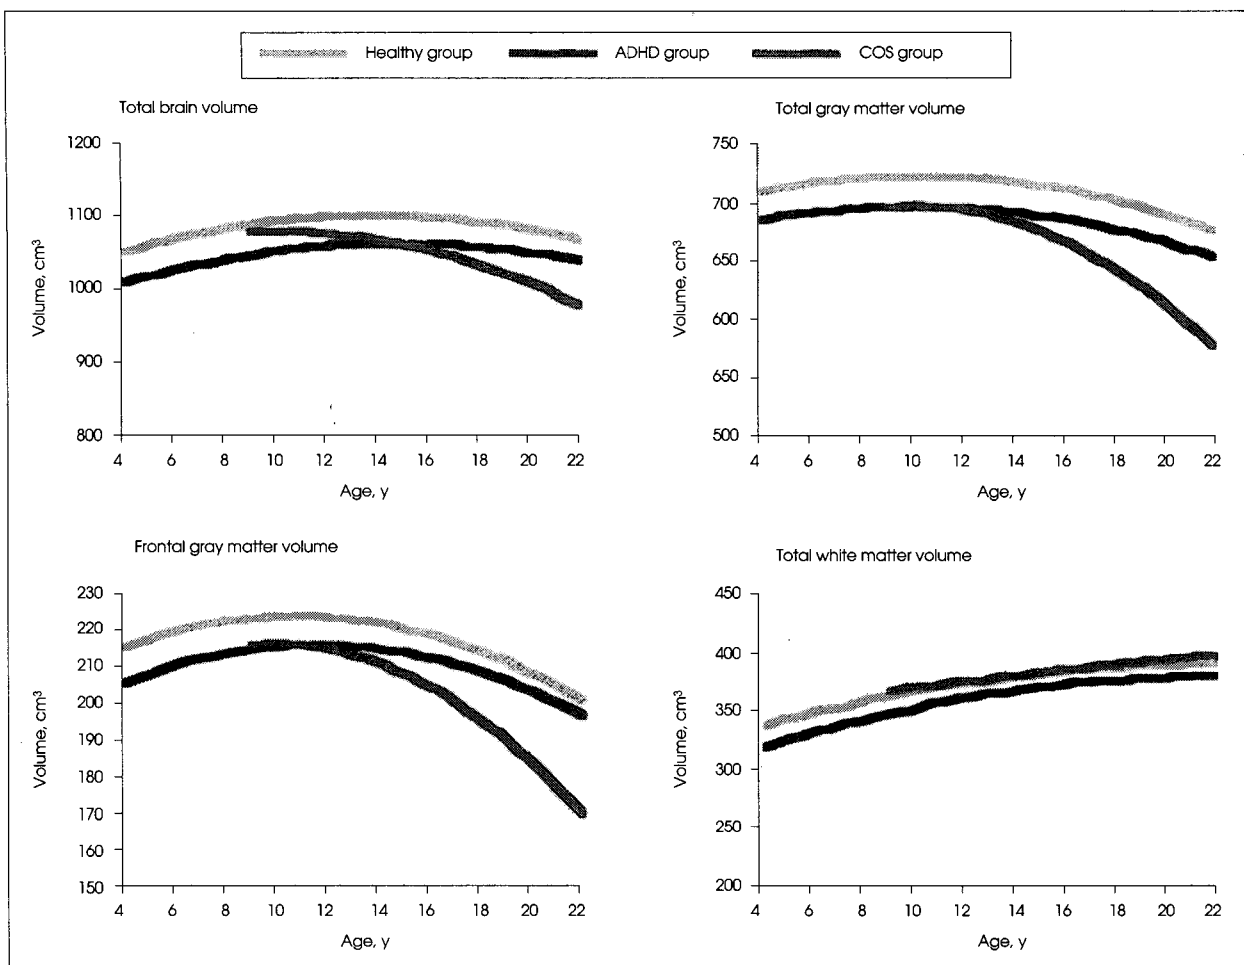 Healthy group ADHD group COS group
Total brain volume
1200
1100
1000
900
800
Volume, cm³
4 6 8 10 12 14 16 18 20 22
Age, y
Total gray matter volume
750
700
650
600
650
500
Volume, cm³
4 6 8 10 12 14 16 18 20 22
Age, y
Frontal gray matter volume
230
220
210
200
190
180
170
160
150
Volume, cm³
4 6 8 10 12 14 16 18 20 22
Age, y
Total white matter volume
450
400
350
300
250
200
Volume, cm³
4 6 8 10 12 14 16 18 20 22
Age, y